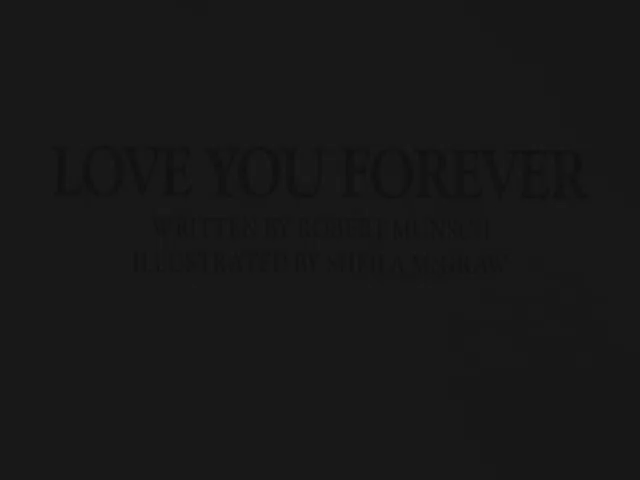 LOVE YOU FOREVER
WRITTEN BY ROBERT MUNSCH
ILLUSTRATED BY SHEILA MCGRAW